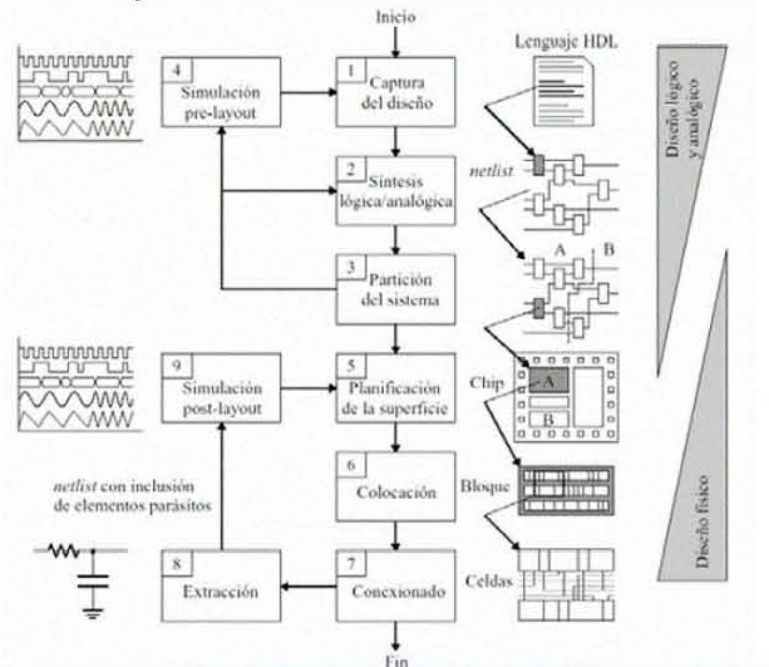 Inicio
Lenguaje HDL
4
Simulación
pre-layout
1
Captura
del diseño
Diseño lógico
y analógico
2
Síntesis
lógica/analógica
netlist
3
Partición
del sistema
A B
9
Simulación
post-layout
5
Planificación
de la superficie
Chip
A
B
netlist con inclusión
de elementos parásitos
6
Colocación
Bloque
Diseño físico
8
Extracción
7
Conexionado
Celdas
Fin